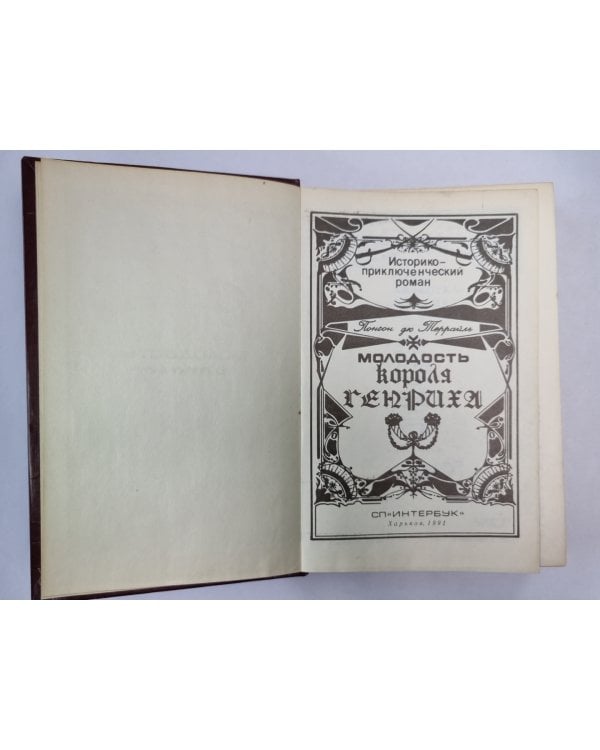 Историко-
приключенческий
роман
Понсон дю Террайль
МОЛОДОСТЬ
короля
ГЕНРИХА
СП«ИНТЕРБУК»
Харьков, 1991